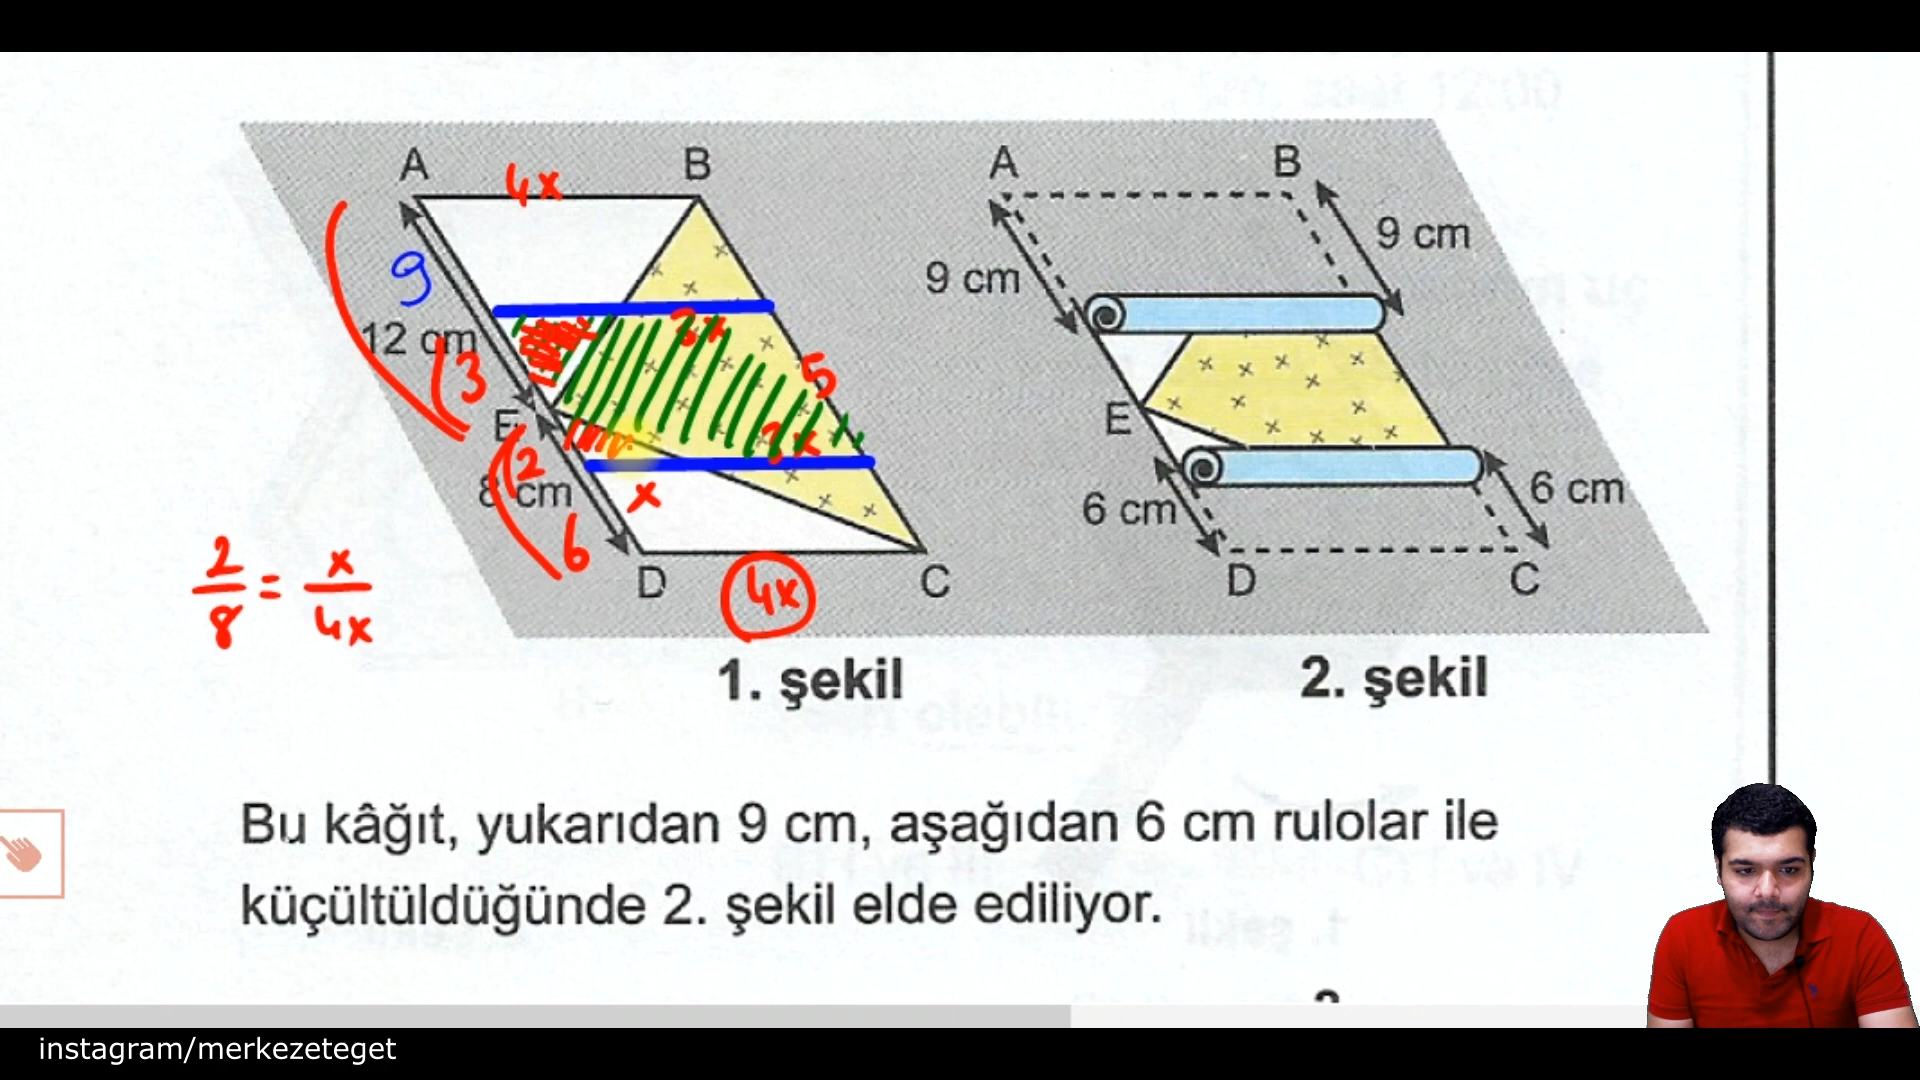 A 4x B
9
12 cm
3
3x
5
E
2
3x
8 cm
x
6
D 4x C
2/8 = x/4x
1. şekil
A B
9 cm
9 cm
E
6 cm
6 cm
D C
2. şekil
Bu kâğıt, yukarıdan 9 cm, aşağıdan 6 cm rulolar ile
küçültüldüğünde 2. şekil elde ediliyor.
instagram/merkezeteget